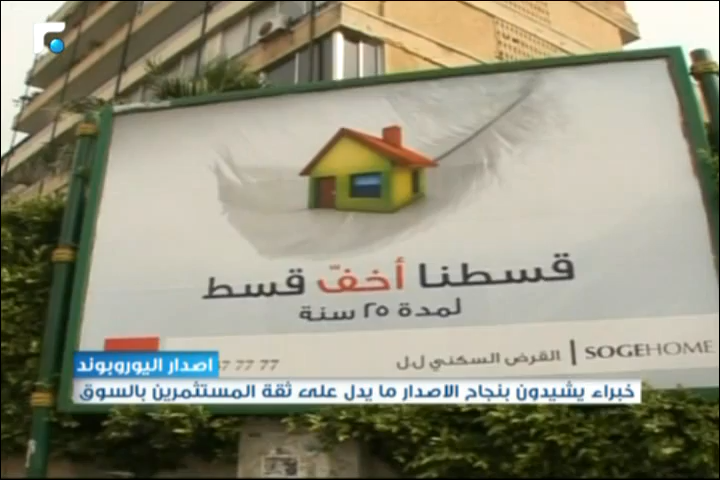 قسطنا أخفّ قسط
لمدة ٢٥ سنة
القرض السكني ل.ل | SOGEHOME
77 77
اصدار اليوروبوند
خبراء يشيدون بنجاح الاصدار ما يدل على ثقة المستثمرين بالسوق